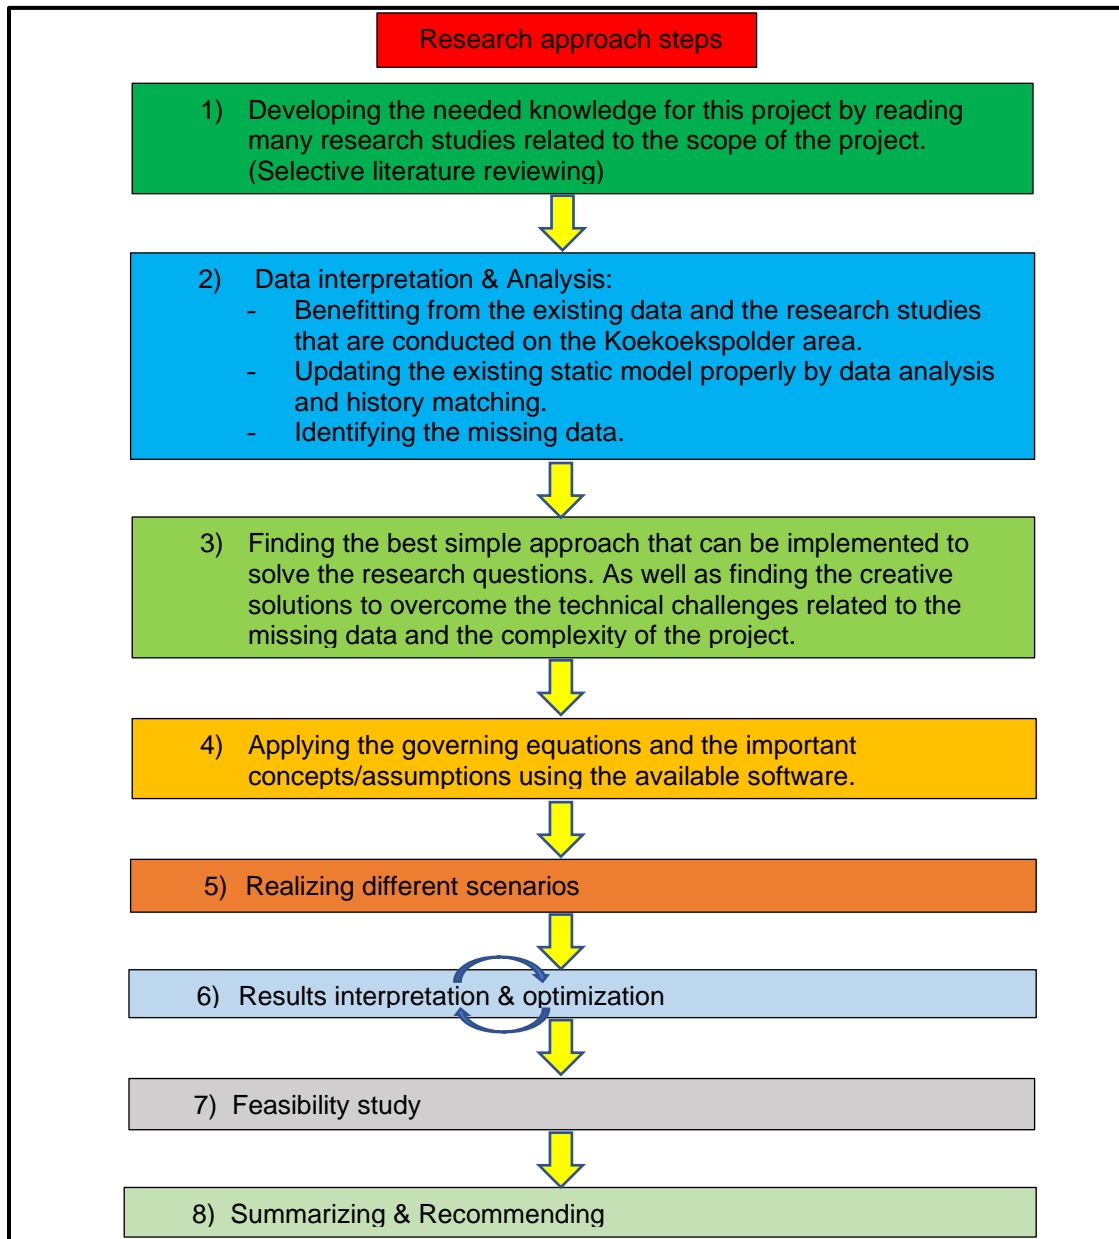 Research approach steps
1) Developing the needed knowledge for this project by reading
many research studies related to the scope of the project.
(Selective literature reviewing)
2) Data interpretation & Analysis:
- Benefitting from the existing data and the research studies
that are conducted on the Koekoekspolder area.
- Updating the existing static model properly by data analysis
and history matching.
- Identifying the missing data.
3) Finding the best simple approach that can be implemented to
solve the research questions. As well as finding the creative
solutions to overcome the technical challenges related to the
missing data and the complexity of the project.
4) Applying the governing equations and the important
concepts/assumptions using the available software.
5) Realizing different scenarios
6) Results interpretation & optimization
7) Feasibility study
8) Summarizing & Recommending